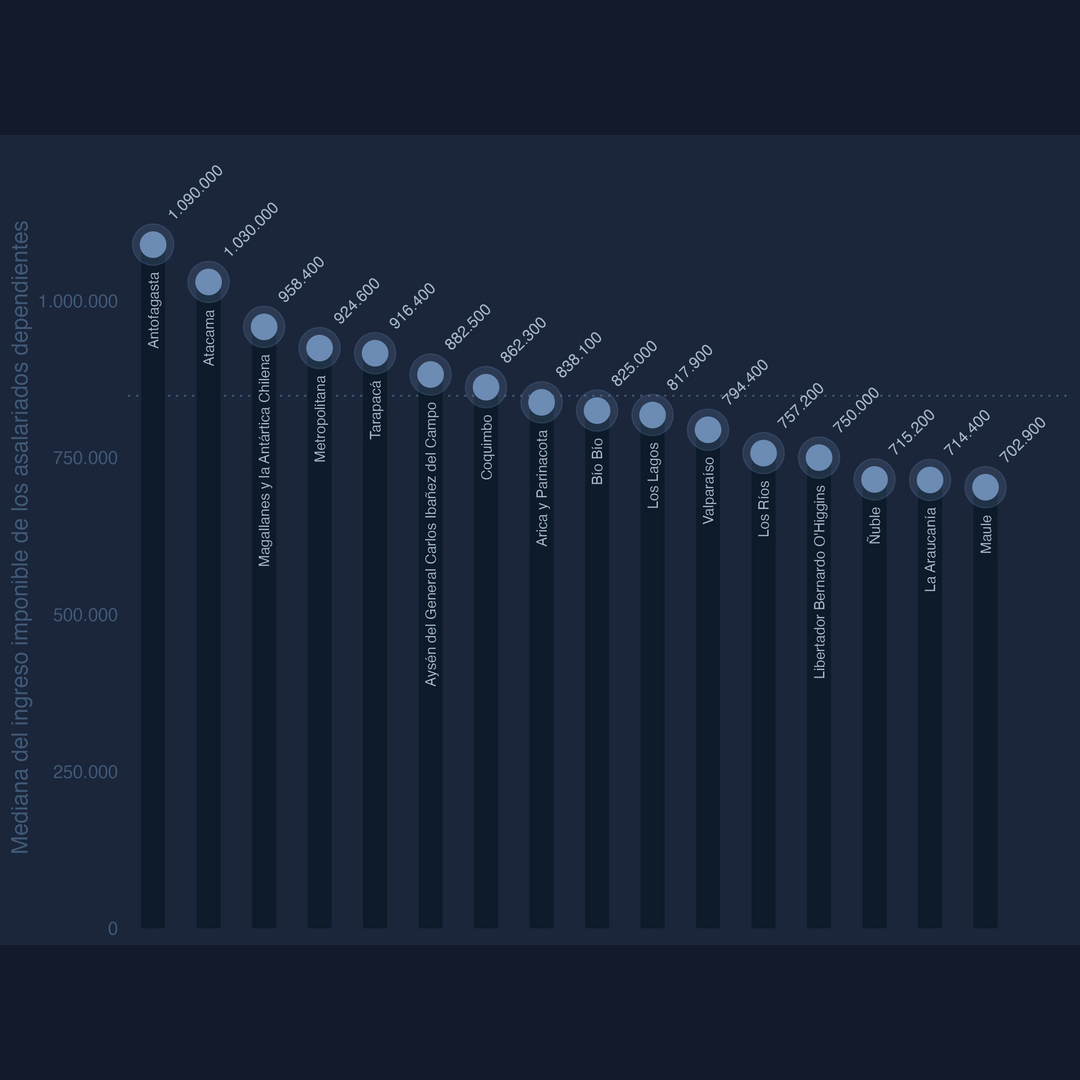 Mediana del ingreso imponible de los asalariados dependientes
1.000.000
750.000
500.000
250.000
0
1.090.000
Antofagasta
1.030.000
Atacama
958.400
Magallanes y la Antártica Chilena
924.600
Metropolitana
916.400
Tarapacá
882.500
Aysén del General Carlos Ibañez del Campo
862.300
Coquimbo
838.100
Arica y Parinacota
825.000
Bío Bío
817.900
Los Lagos
794.400
Valparaíso
757.200
Los Ríos
750.000
Libertador Bernardo O'Higgins
715.200
Ñuble
714.400
La Araucanía
702.900
Maule